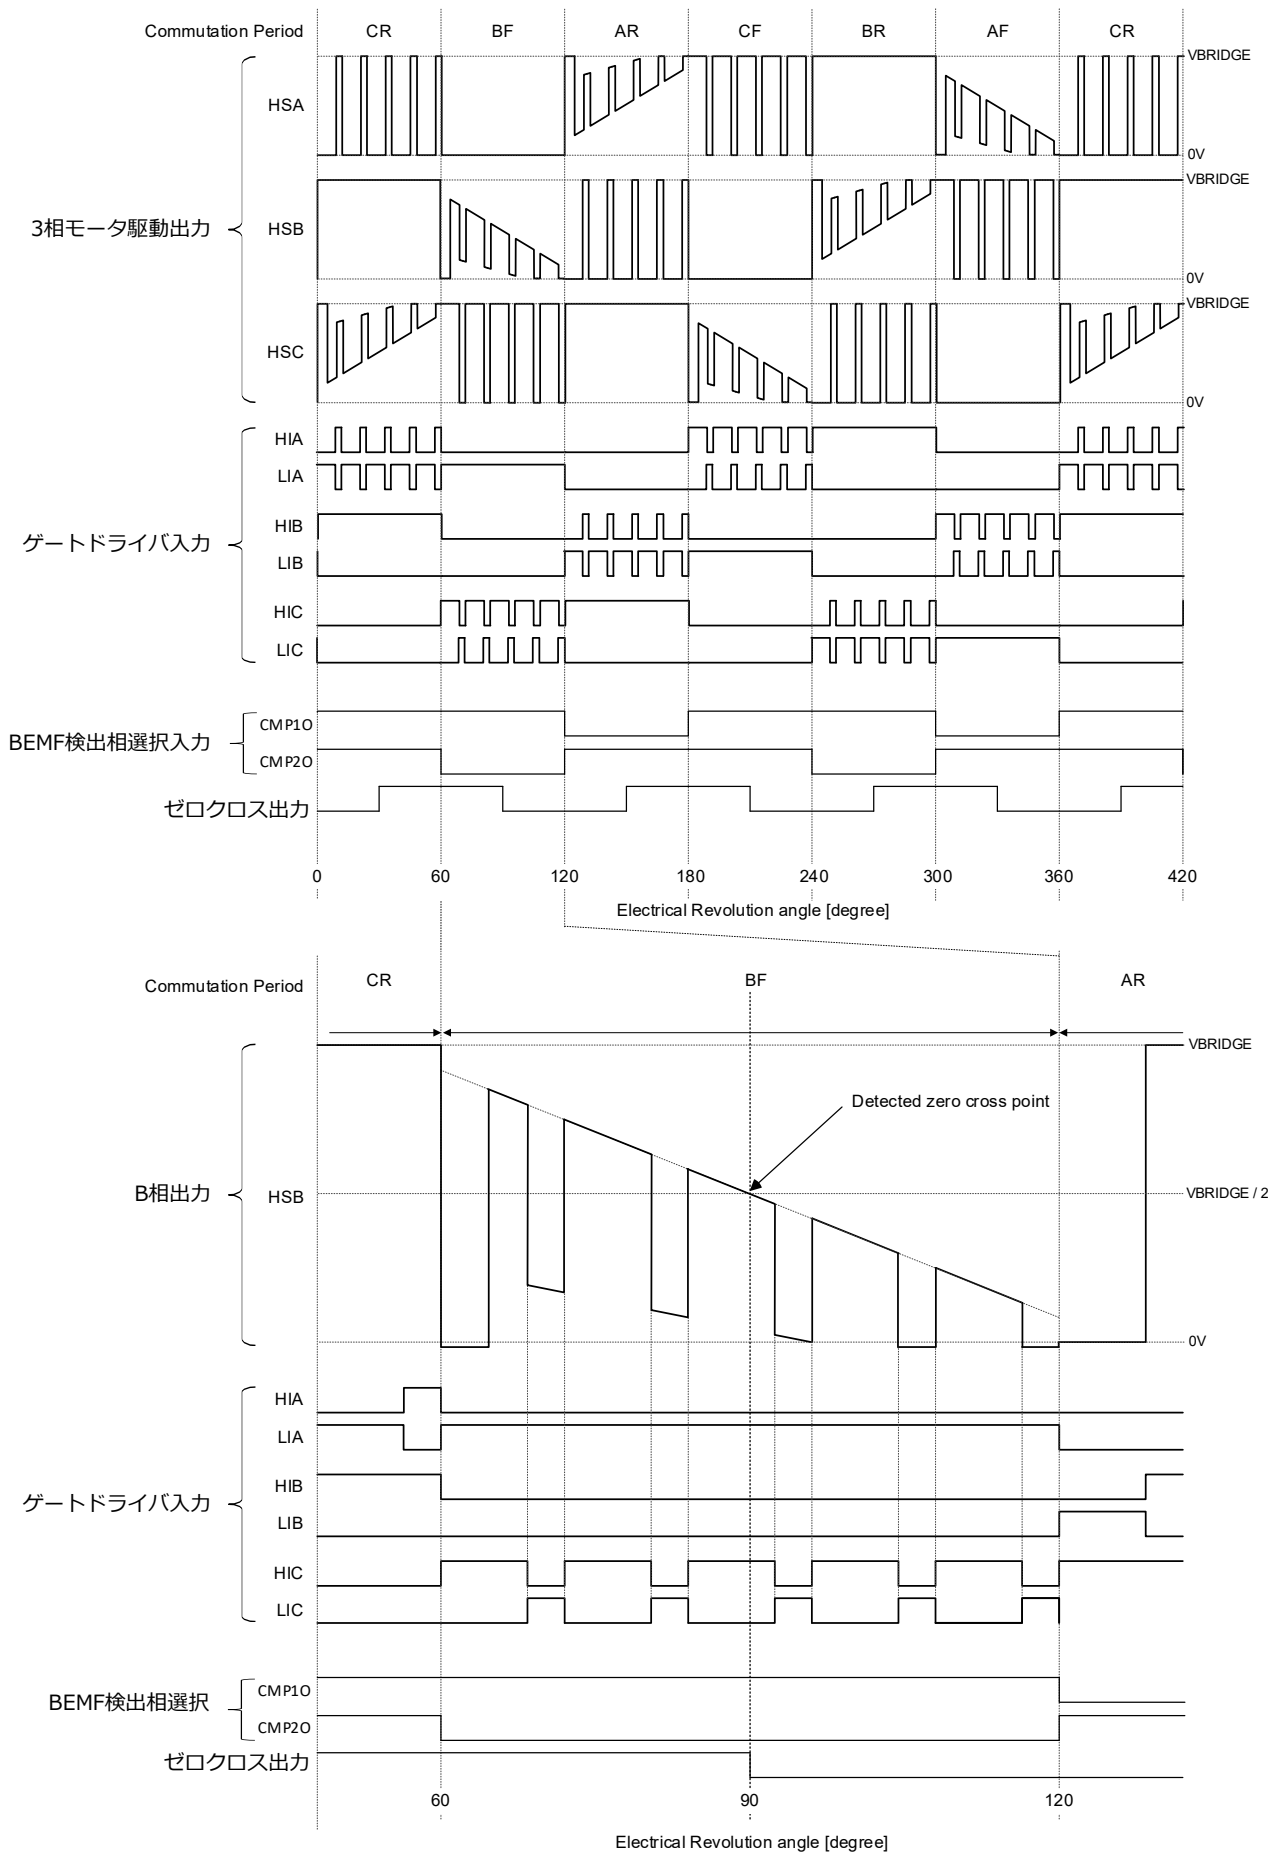 Commutation Period CR BF AR CF BR AF CR
VBRIDGE
HSA
0V
VBRIDGE
3相モータ駆動出力 HSB
0V
VBRIDGE
HSC
0V
HIA
LIA
HIB
ゲートドライバ入力
LIB
HIC
LIC
CMP1O
BEMF検出相選択入力
CMP2O
ゼロクロス出力
0 60 120 180 240 300 360 420
Electrical Revolution angle [degree]
Commutation Period CR BF AR
VBRIDGE
Detected zero cross point
B相出力 HSB VBRIDGE / 2
0V
HIA
LIA
HIB
ゲートドライバ入力
LIB
HIC
LIC
CMP1O
BEMF検出相選択
CMP2O
ゼロクロス出力
60 90 120
Electrical Revolution angle [degree]